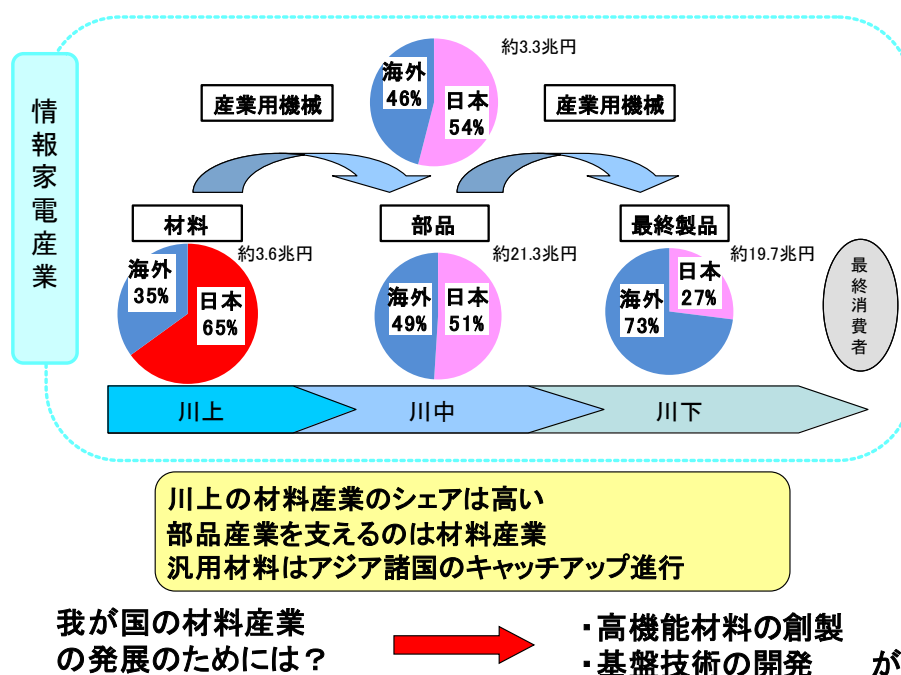 情報家電産業
約3.3兆円
海外
46%
日本
54%
産業用機械
産業用機械
材料
約3.6兆円
海外
35%
日本
65%
部品
約21.3兆円
海外
49%
日本
51%
最終製品
約19.7兆円
日本
27%
海外
73%
最終消費者
川上
川中
川下
川上の材料産業のシェアは高い
部品産業を支えるのは材料産業
汎用材料はアジア諸国のキャッチアップ進行
我が国の材料産業
の発展のためには？
・高機能材料の創製
・基盤技術の開発 が